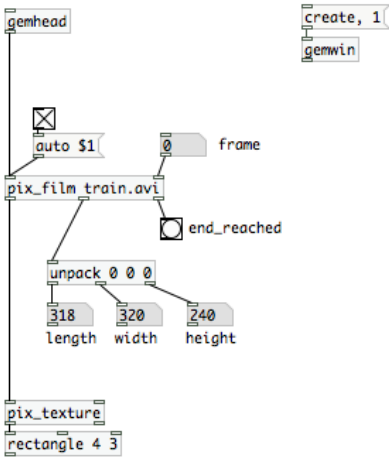 gemhead
create, 1
gemwin
auto $1
0 frame
pix_film train.avi
end_reached
unpack 0 0 0
318 320 240
length width height
pix_texture
rectangle 4 3